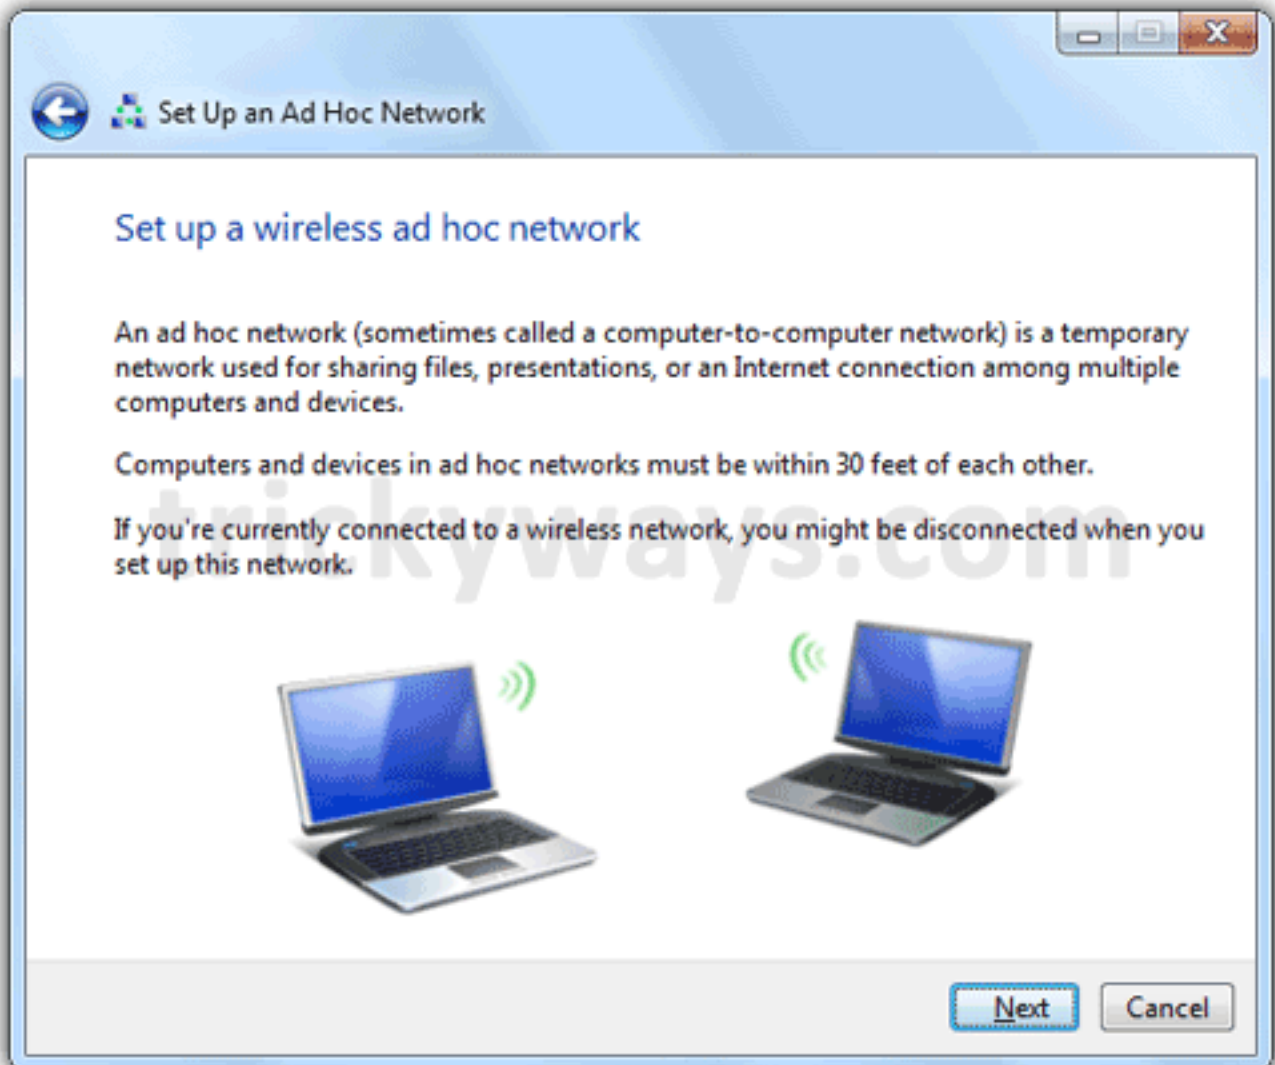 Set Up an Ad Hoc Network
Set up a wireless ad hoc network
An ad hoc network (sometimes called a computer-to-computer network) is a temporary
network used for sharing files, presentations, or an Internet connection among multiple
computers and devices.
Computers and devices in ad hoc networks must be within 30 feet of each other.
trickyways.com
If you're currently connected to a wireless network, you might be disconnected when you
set up this network.
Next
Cancel